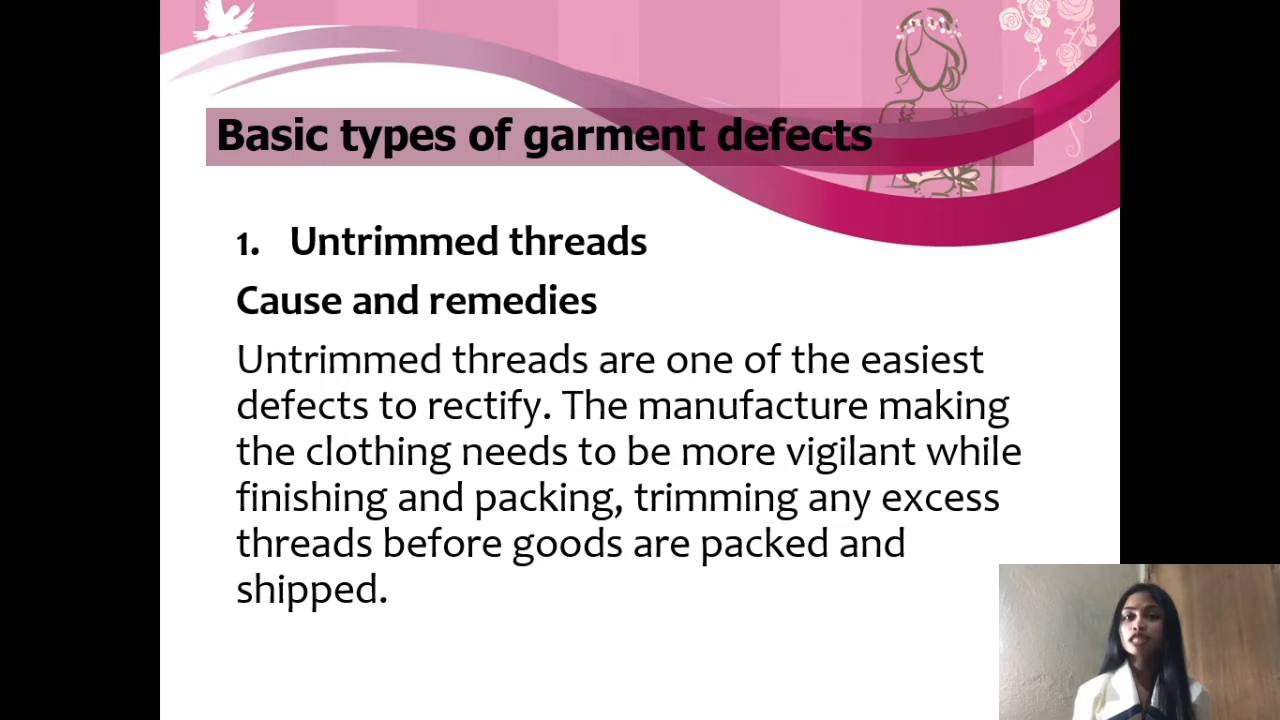 Basic types of garment defects
1. Untrimmed threads
Cause and remedies
Untrimmed threads are one of the easiest
defects to rectify. The manufacture making
the clothing needs to be more vigilant while
finishing and packing, trimming any excess
threads before goods are packed and
shipped.